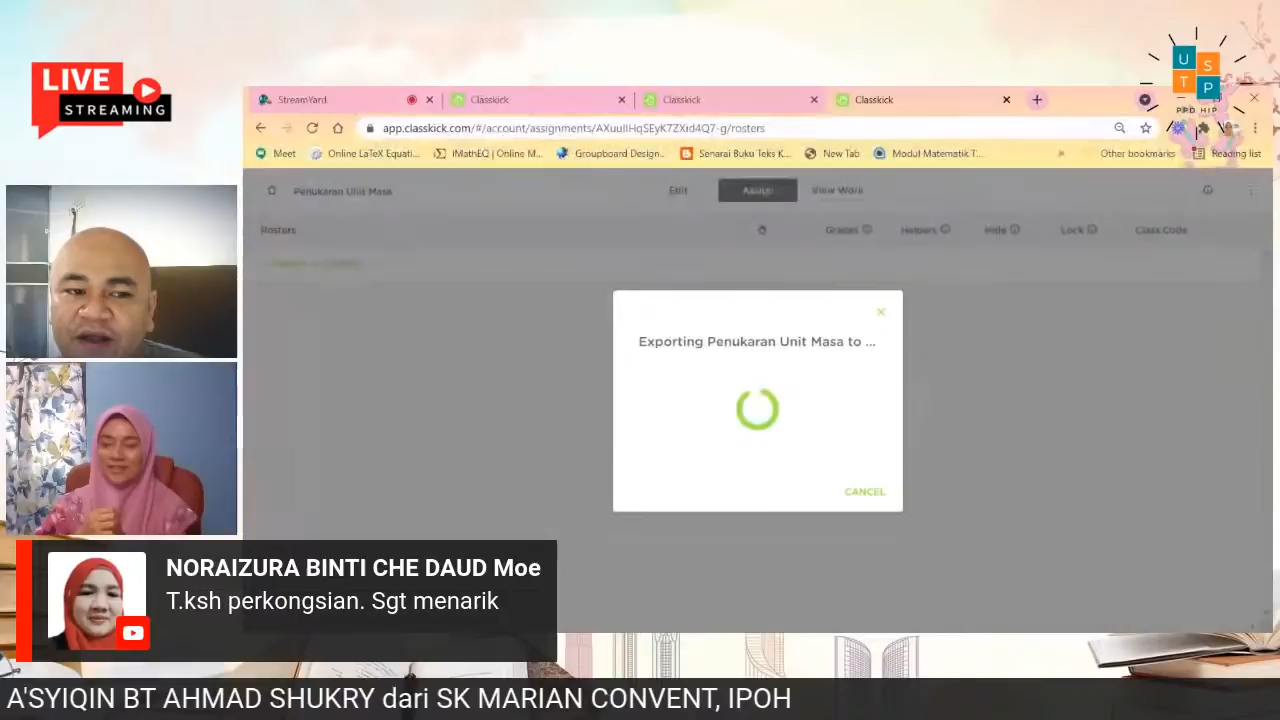 LIVE
STREAMING
U S
T P
PPD HIP
StreamYard
Classkick
Classkick
Classkick
app.classkick.com/#/account/assignments/AXuuIIHqSEyK7ZXid4Q7-g/rosters
Meet
Online LaTeX Equati...
iMathEQ | Online M...
Groupboard Design...
Senarai Buku Teks K...
New Tab
Modul Matematik T...
»
Other bookmarks
Reading list
Penukaran Unit Masa
Edit
Assign
View Work
Rosters
Grades
Helpers
Hide
Lock
Class Code
Exporting Penukaran Unit Masa to ...
CANCEL
NORAIZURA BINTI CHE DAUD Moe
T.ksh perkongsian. Sgt menarik
A'SYIQIN BT AHMAD SHUKRY dari SK MARIAN CONVENT, IPOH